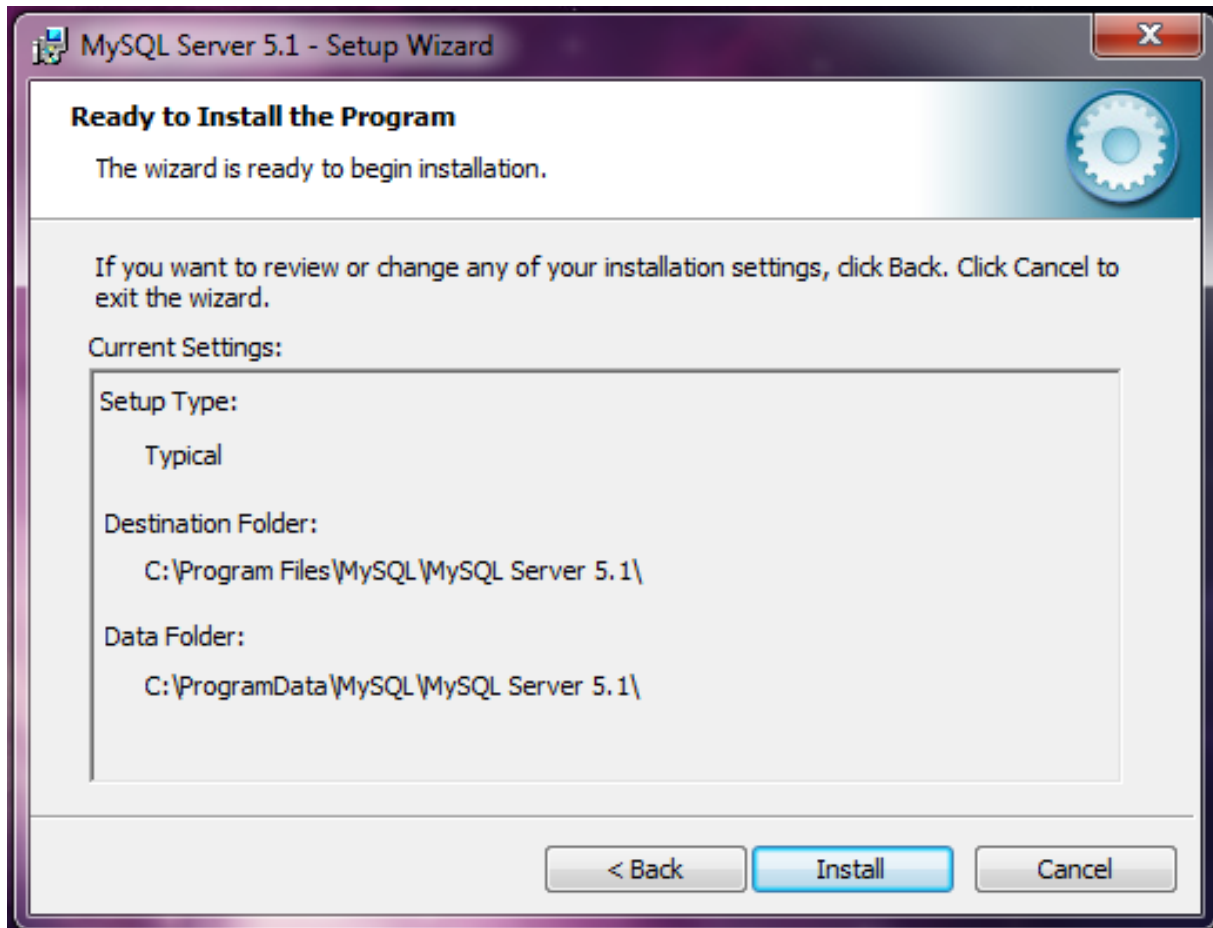 MySQL Server 5.1 - Setup Wizard
Ready to Install the Program
The wizard is ready to begin installation.
If you want to review or change any of your installation settings, click Back. Click Cancel to
exit the wizard.
Current Settings:
Setup Type:
Typical
Destination Folder:
C:\Program Files\MySQL\MySQL Server 5.1\
Data Folder:
C:\ProgramData\MySQL\MySQL Server 5.1\
< Back
Install
Cancel